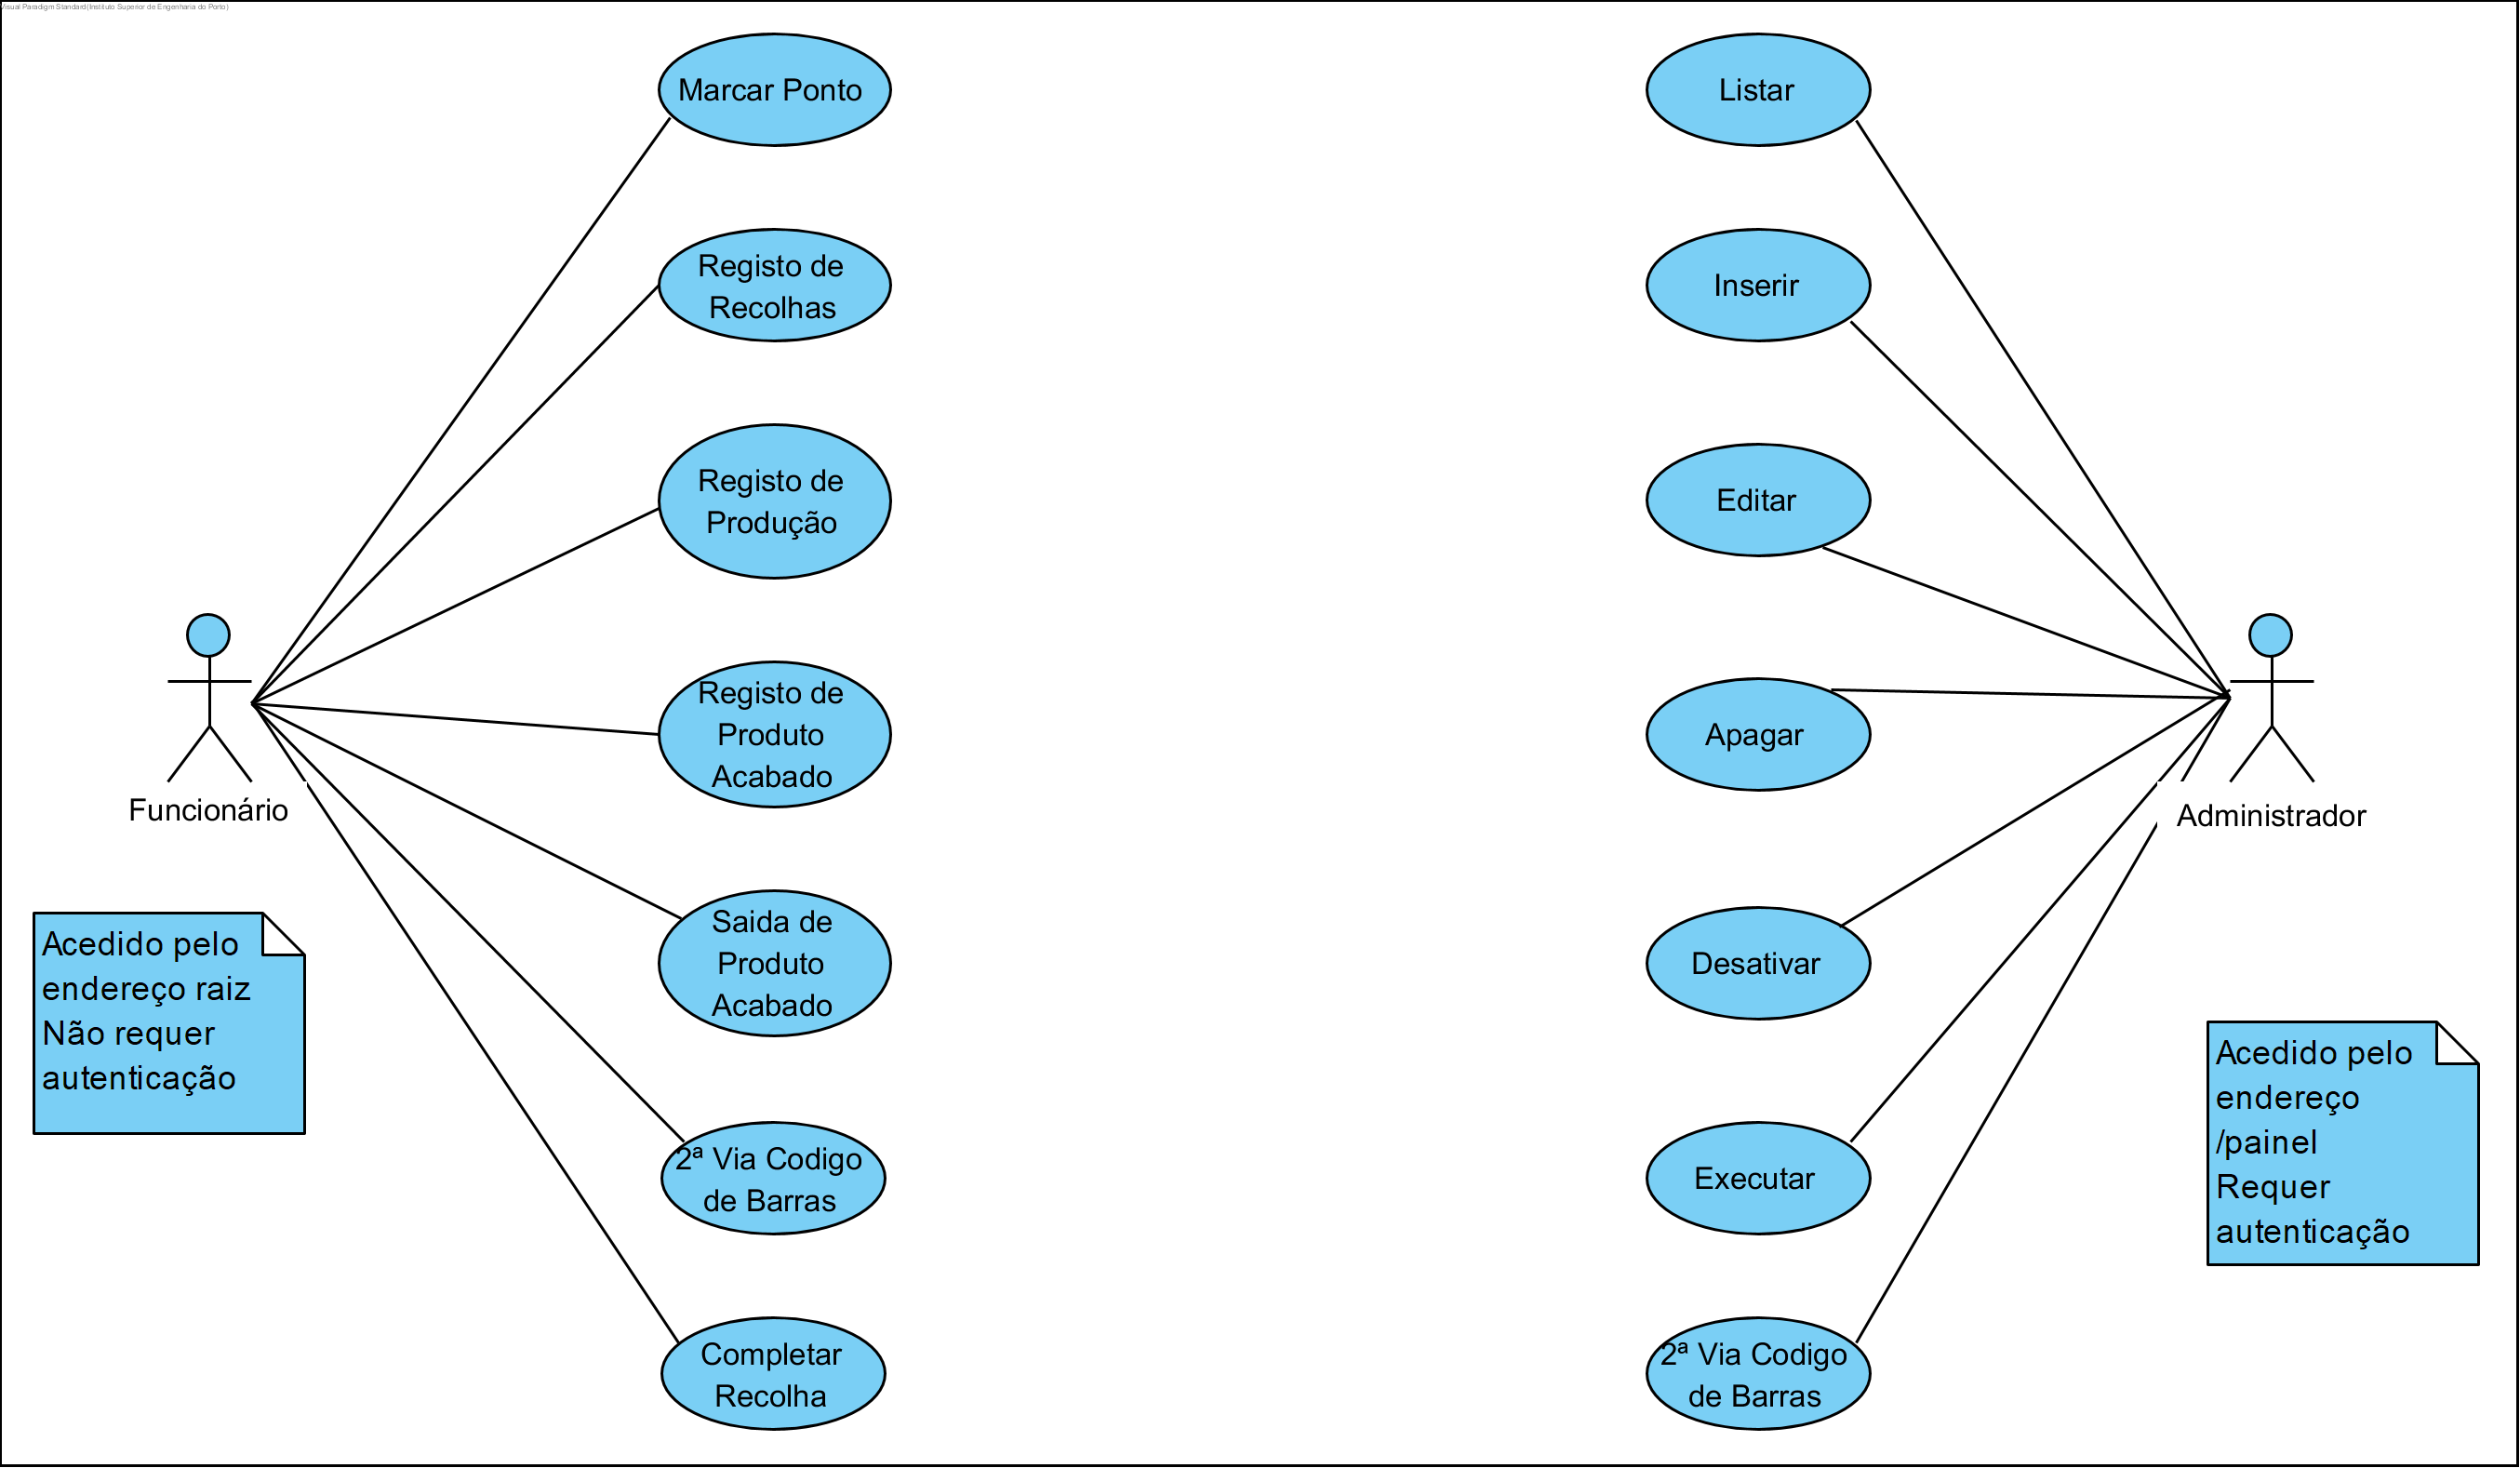 Visual Paradigm Standard(Instituto Superior de Engenharia do Porto)
Marcar Ponto
Registo de
Recolhas
Registo de
Produção
Registo de
Produto
Acabado
Saida de
Produto
Acabado
2ª Via Codigo
de Barras
Completar
Recolha
Funcionário
Acedido pelo
endereço raiz
Não requer
autenticação
Listar
Inserir
Editar
Apagar
Desativar
Executar
2ª Via Codigo
de Barras
Administrador
Acedido pelo
endereço
/painel
Requer
autenticação